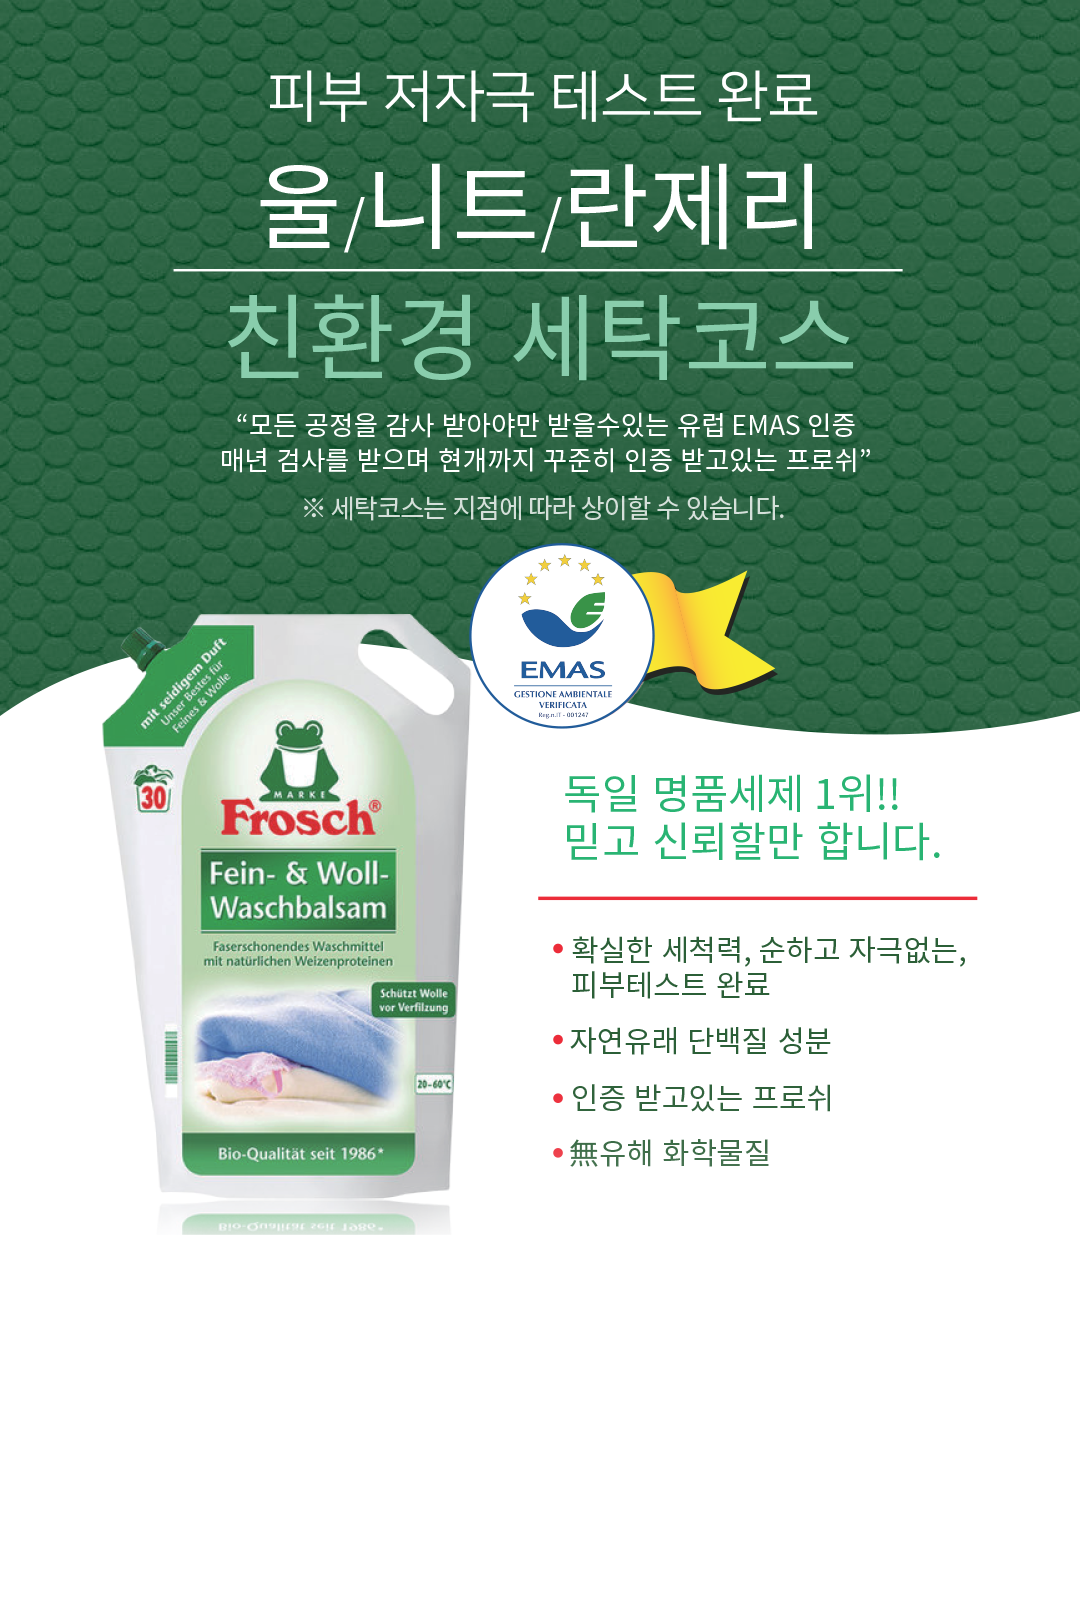 피부 저자극 테스트 완료
울/니트/란제리
친환경 세탁코스
“모든 공정을 감사 받아야만 받을수있는 유럽 EMAS 인증
매년 검사를 받으며 현개까지 꾸준히 인증 받고있는 프로쉬”
※ 세탁코스는 지점에 따라 상이할 수 있습니다.
EMAS
GESTIONE AMBIENTALE
VERIFICATA
Reg.n.IT - 001247
mit seidigem Duft
Unser Bestes für
Feines & Wolle
30
MARKE
Frosch®
Fein- & Woll-
Waschbalsam
Faserschonendes Waschmittel
mit natürlichen Weizenproteinen
Schützt Wolle
vor Verfilzung
20-60°C
Bio-Qualität seit 1986*
독일 명품세제 1위!!
믿고 신뢰할만 합니다.
• 확실한 세척력, 순하고 자극없는,
피부테스트 완료
• 자연유래 단백질 성분
• 인증 받고있는 프로쉬
• 無유해 화학물질